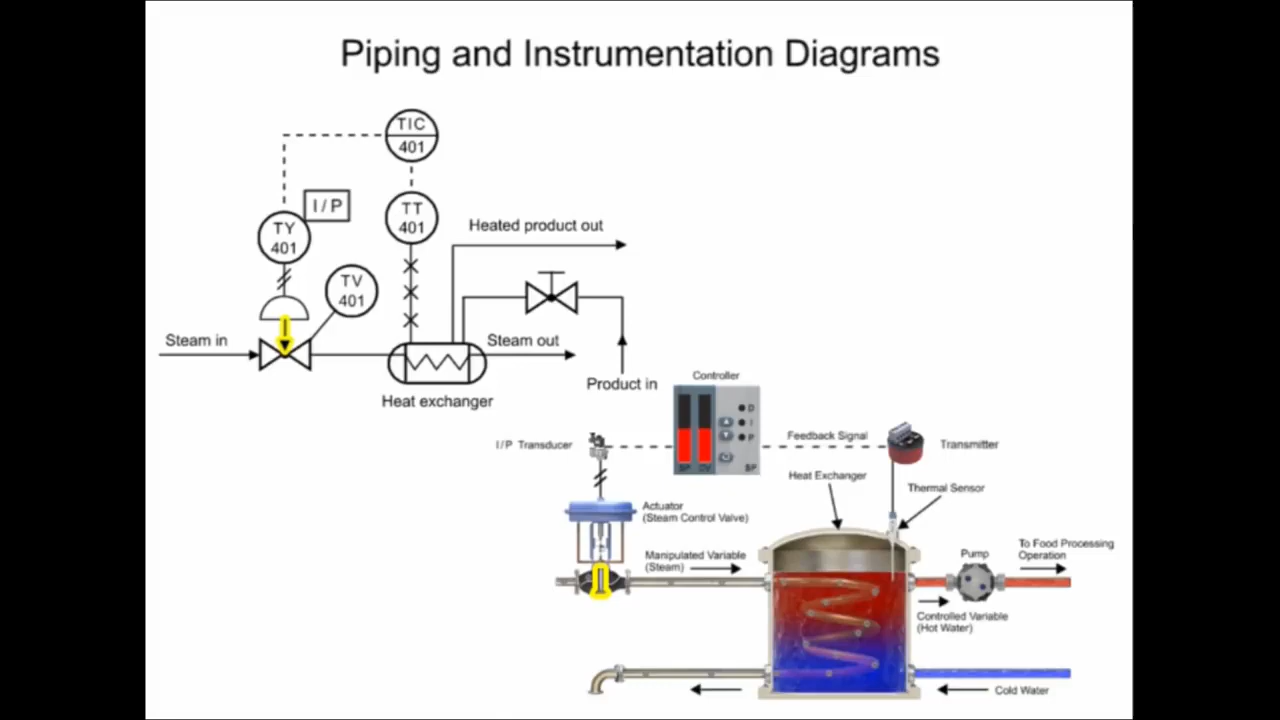 Piping and Instrumentation Diagrams
TIC
401
I / P
TT
401
TY
401
Heated product out
TV
401
Steam in
Steam out
Product in
Heat exchanger
Controller
D
I
P
SP
I/P Transducer
Feedback Signal
Transmitter
Heat Exchanger
Thermal Sensor
Actuator
(Steam Control Valve)
Manipulated Variable
(Steam)
Pump
To Food Processing
Operation
Controlled Variable
(Hot Water)
Cold Water